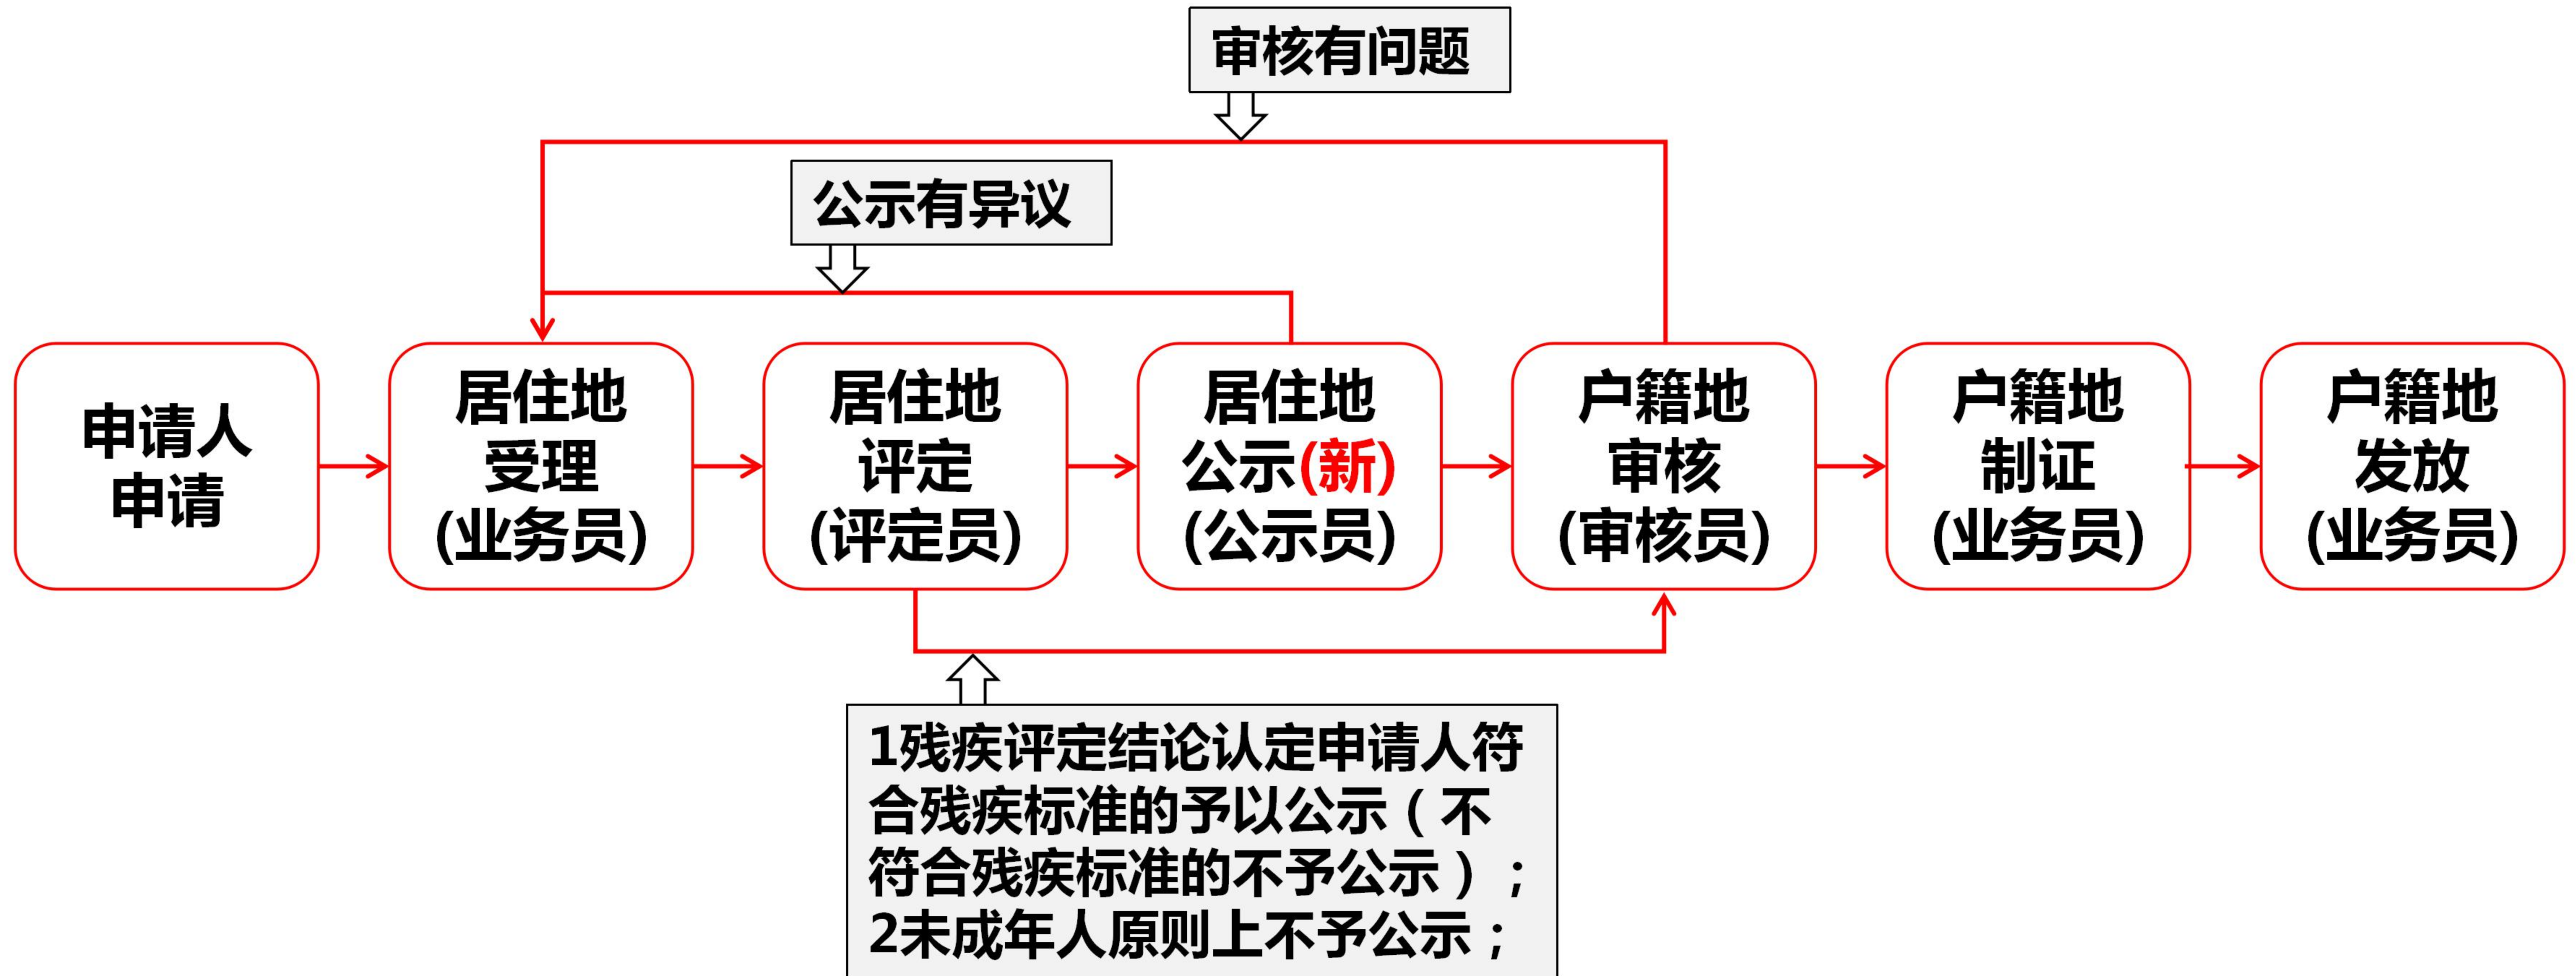 审核有问题
公示有异议
申请人
申请
居住地
受理
(业务员)
居住地
评定
(评定员)
居住地
公示(新)
(公示员)
户籍地
审核
(审核员)
户籍地
制证
(业务员)
户籍地
发放
(业务员)
1残疾评定结论认定申请人符
合残疾标准的予以公示（不
符合残疾标准的不予公示）；
2未成年人原则上不予公示；